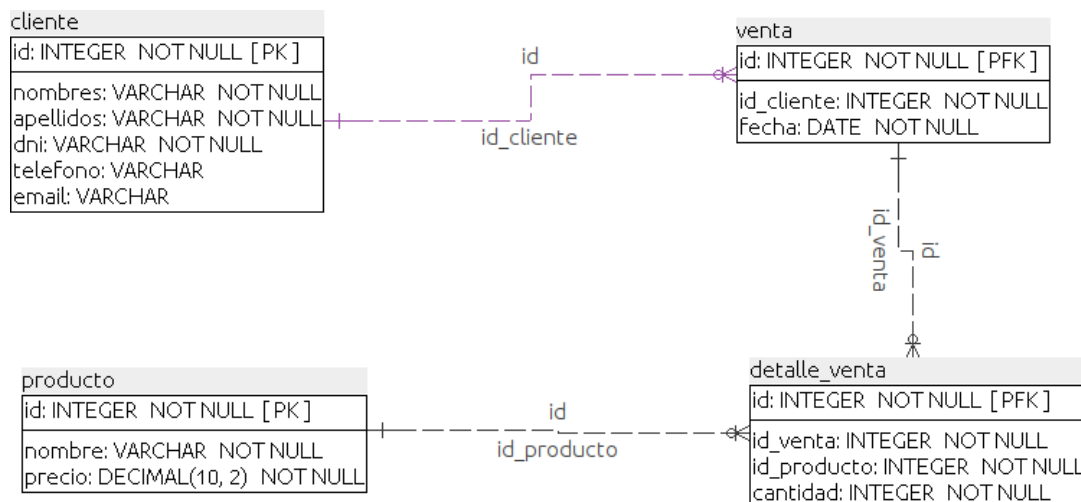 cliente
id: INTEGER NOT NULL [ PK ]
nombres: VARCHAR NOT NULL
apellidos: VARCHAR NOT NULL
dni: VARCHAR NOT NULL
telefono: VARCHAR
email: VARCHAR
id
id_cliente
venta
id: INTEGER NOT NULL [ PFK ]
id_cliente: INTEGER NOT NULL
fecha: DATE NOT NULL
id
id_venta
producto
id: INTEGER NOT NULL [ PK ]
nombre: VARCHAR NOT NULL
precio: DECIMAL(10, 2) NOT NULL
id
id_producto
detalle_venta
id: INTEGER NOT NULL [ PFK ]
id_venta: INTEGER NOT NULL
id_producto: INTEGER NOT NULL
cantidad: INTEGER NOT NULL